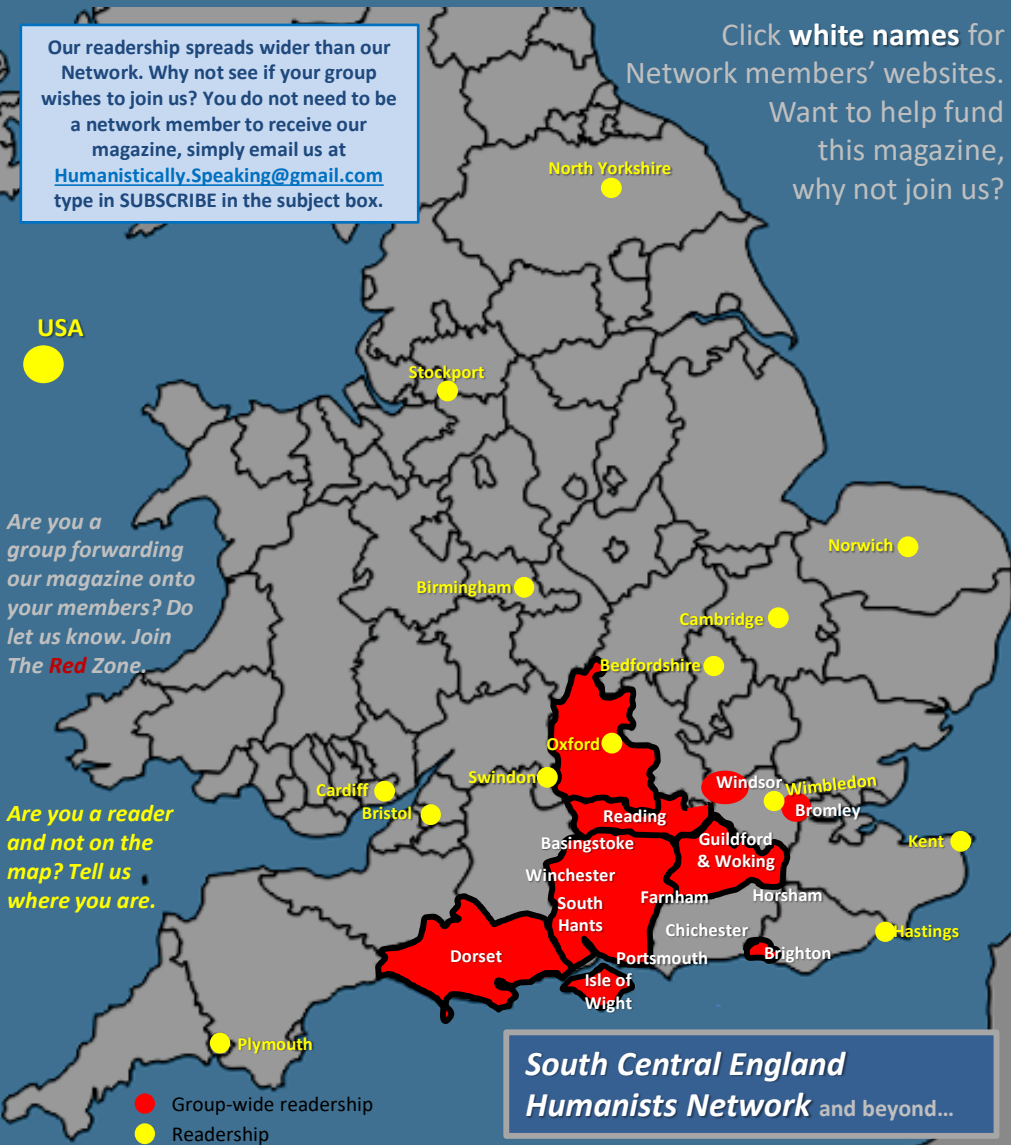 Our readership spreads wider than our
Network. Why not see if your group
wishes to join us? You do not need to be
a network member to receive our
magazine, simply email us at
Humanistically.Speaking@gmail.com
type in SUBSCRIBE in the subject box.
Click white names for
Network members’ websites.
Want to help fund
this magazine,
why not join us?
North Yorkshire
USA
Stockport
Are you a
group forwarding
our magazine onto
your members? Do
let us know. Join
The Red Zone.
Norwich
Birmingham
Cambridge
Bedfordshire
Oxford
Swindon
Windsor
Wimbledon
Cardiff
Bristol
Reading
Bromley
Are you a reader
and not on the
map? Tell us
where you are.
Basingstoke
Guildford
& Woking
Kent
Winchester
Farnham
Horsham
South
Hants
Chichester
Hastings
Dorset
Portsmouth
Brighton
Isle of
Wight
Plymouth
South Central England
Humanists Network and beyond…
Group-wide readership
Readership